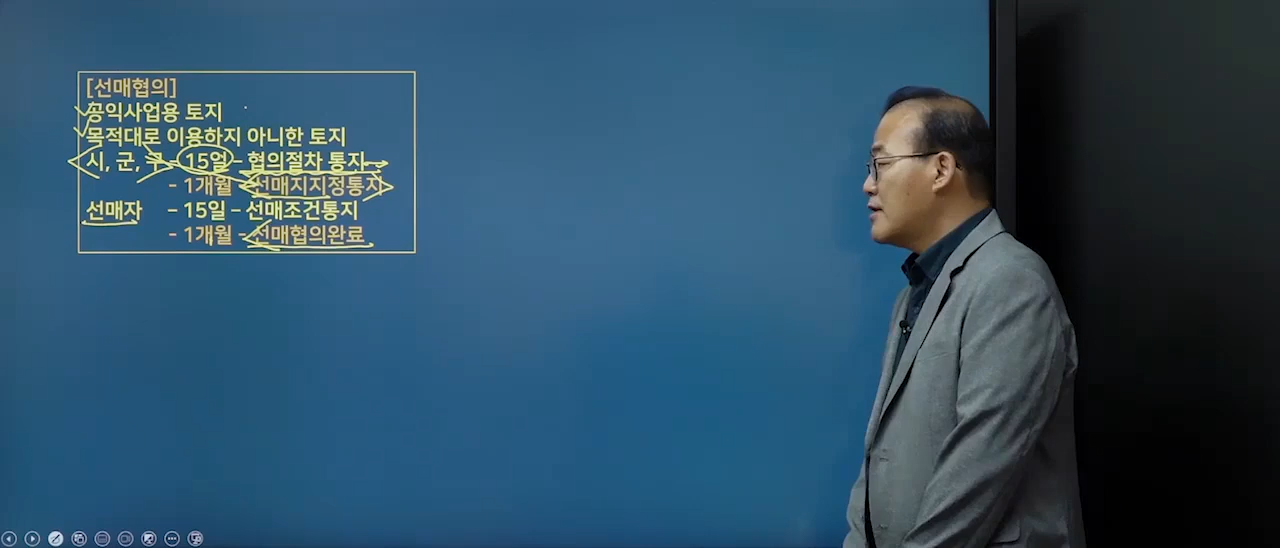 [선매협의]
공익사업용 토지
목적대로 이용하지 아니한 토지
시, 군, 구 - 15일 - 협의절차 통지
- 1개월 - 선매지지정통지
선매자 - 15일 - 선매조건통지
- 1개월 - 선매협의완료